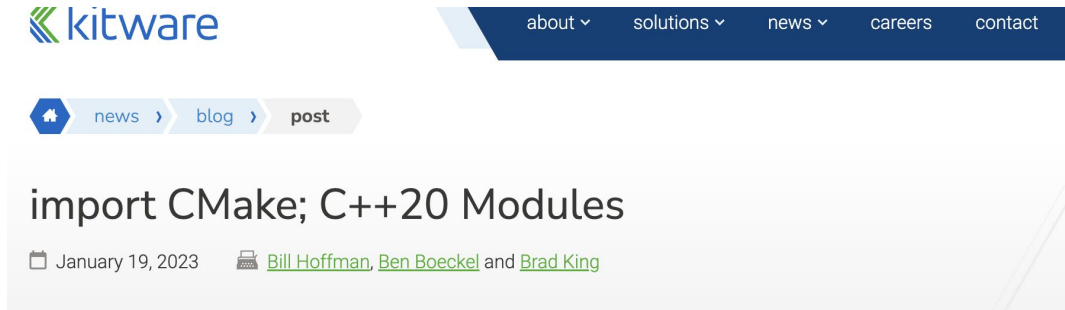 kitware
about solutions news careers contact
news blog post
import CMake; C++20 Modules
January 19, 2023 Bill Hoffman, Ben Boeckel and Brad King